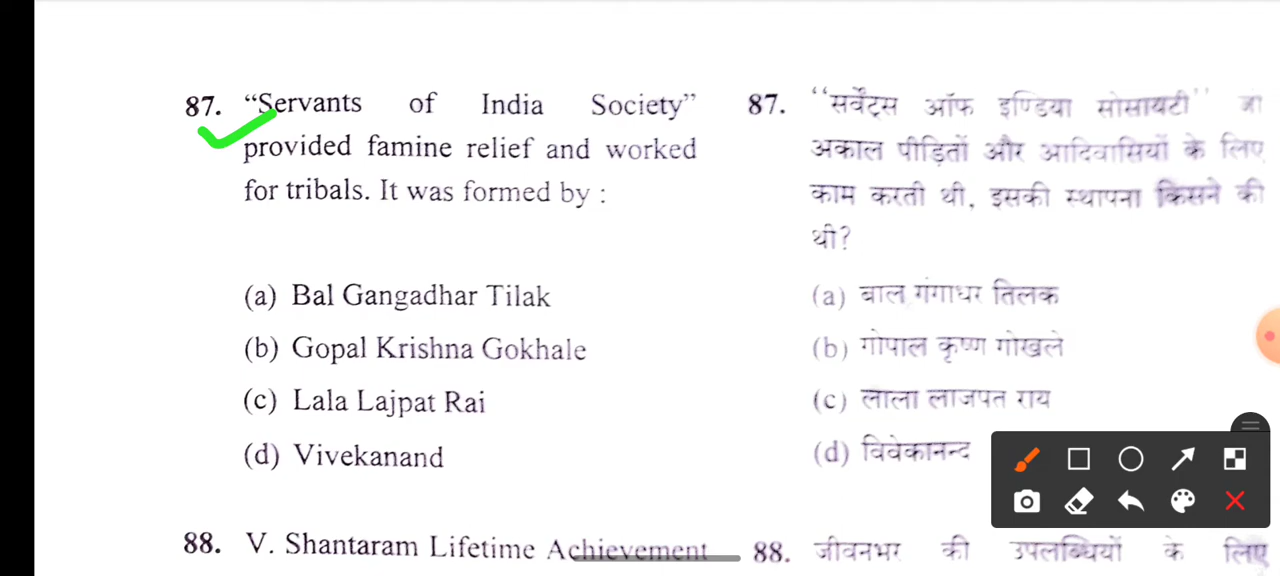 87. “Servants of India Society”
provided famine relief and worked
for tribals. It was formed by :
(a) Bal Gangadhar Tilak
(b) Gopal Krishna Gokhale
(c) Lala Lajpat Rai
(d) Vivekanand
88. V. Shantaram Lifetime Achievement
87. ‘‘सर्वेंट्स ऑफ इण्डिया सोसायटी’’ जो
अकाल पीड़ितों और आदिवासियों के लिए
काम करती थी, इसकी स्थापना किसने की
थी?
(a) बाल गंगाधर तिलक
(b) गोपाल कृष्ण गोखले
(c) लाला लाजपत राय
(d) विवेकानन्द
88. जीवनभर की उपलब्धियों के लिए